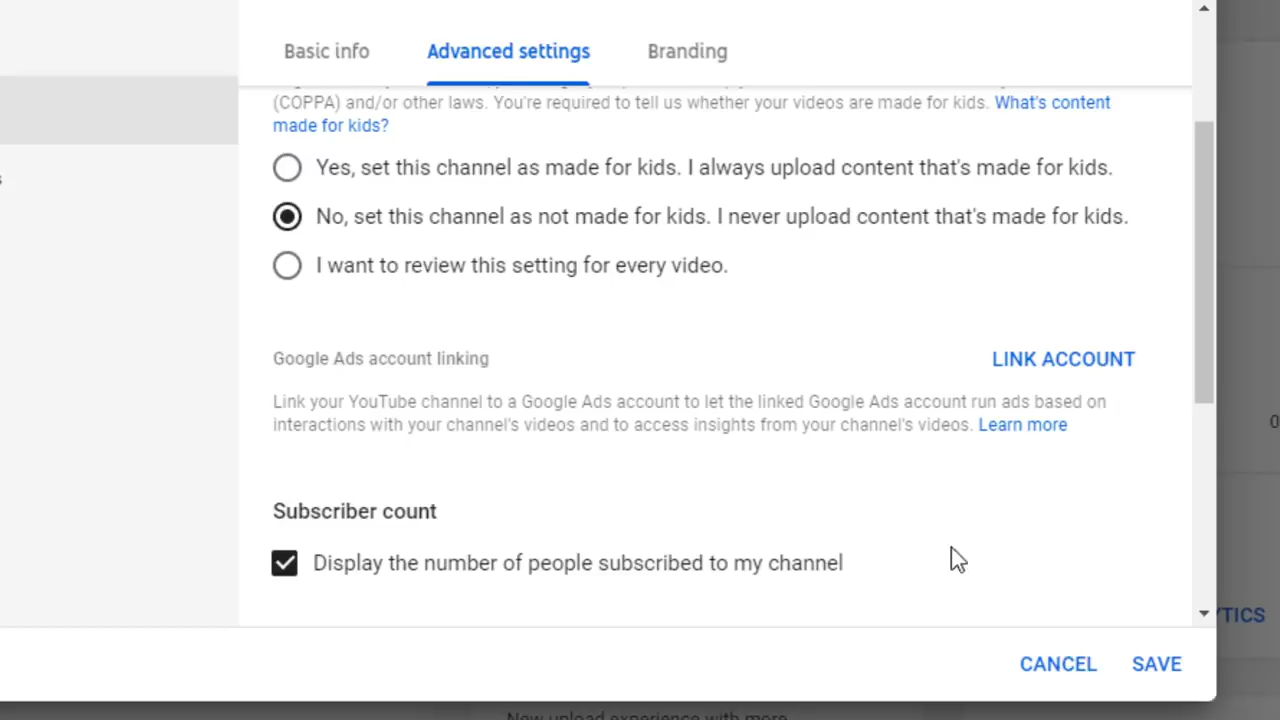 Basic info Advanced settings Branding
(COPPA) and/or other laws. You're required to tell us whether your videos are made for kids. What's content
made for kids?
Yes, set this channel as made for kids. I always upload content that's made for kids.
No, set this channel as not made for kids. I never upload content that's made for kids.
I want to review this setting for every video.
Google Ads account linking LINK ACCOUNT
Link your YouTube channel to a Google Ads account to let the linked Google Ads account run ads based on
interactions with your channel's videos and to access insights from your channel's videos. Learn more
Subscriber count
Display the number of people subscribed to my channel
YTICS
CANCEL SAVE
New upload experience with more